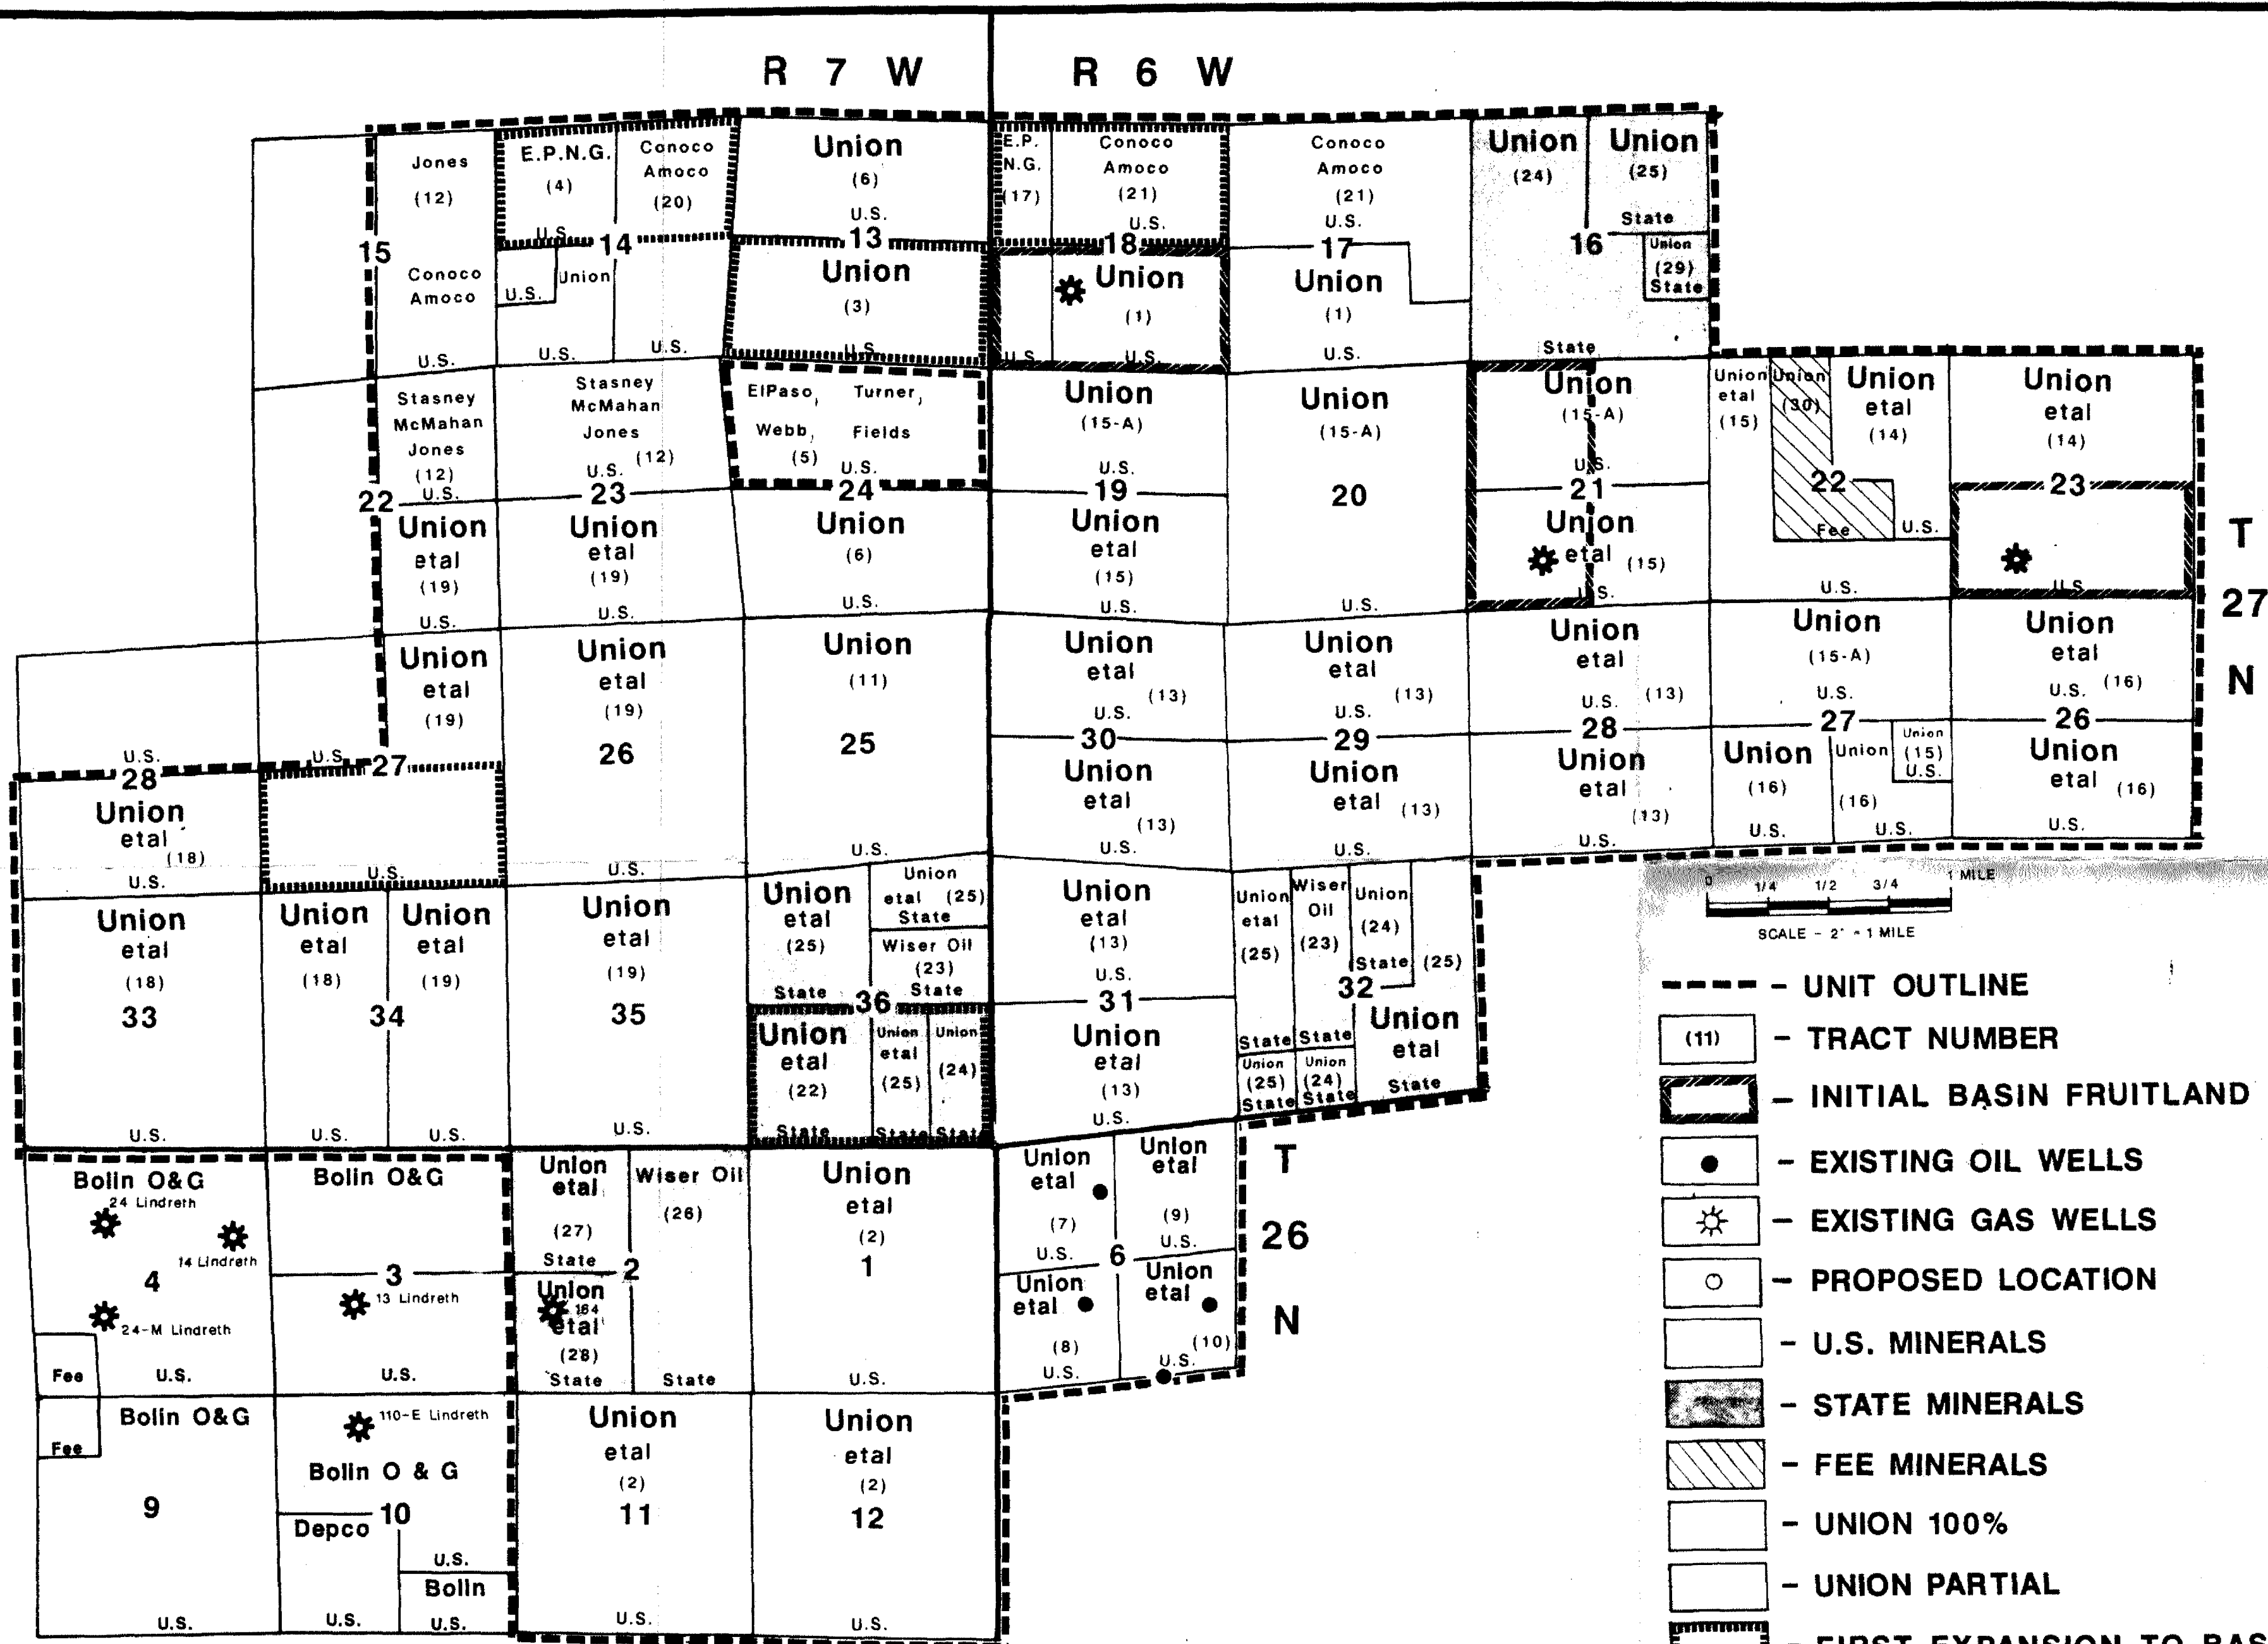 R 7 W
R 6 W
Jones
(12)
15
Conoco
Amoco
U.S.
E.P.N.G.
(4)
U.S.
Conoco
Amoco
(20)
14
U.S.
Union
U.S.
U.S.
Union
(6)
U.S.
13
Union
(3)
U.S.
E.P.
N.G.
(17)
Conoco
Amoco
(21)
U.S.
18
Union
(1)
U.S.
U.S.
Conoco
Amoco
(21)
U.S.
17
Union
(1)
U.S.
Union
(24)
Union
(25)
State
16
Union
(29)
State
State
Stasney
McMahan
Jones
(12)
U.S.
22
Union
etal
(19)
U.S.
Stasney
McMahan
Jones
U.S. (12)
23
Union
etal
(19)
U.S.
ElPaso, Turner,
Webb, Fields
(5)
U.S.
24
Union
(6)
U.S.
Union
(15-A)
U.S.
19
Union
etal
(15)
U.S.
Union
(15-A)
20
U.S.
Union
(15-A)
U.S.
21
Union
etal (15)
U.S.
Union
etal
(15)
Union
(30)
Union
etal
(14)
22
Fee
U.S.
U.S.
Union
etal
(14)
23
U.S.
T
27
N
U.S.
28
U.S.
27
Union
etal
(19)
Union
etal
(19)
26
U.S.
Union
(11)
25
U.S.
Union
etal
(13)
U.S.
30
Union
etal
(13)
U.S.
Union
etal
(13)
U.S.
29
Union
etal (13)
U.S.
Union
etal
U.S. (13)
28
Union
etal
(13)
U.S.
Union
(15-A)
U.S.
27
Union
(16)
U.S.
Union
(16)
U.S.
Union
(15)
U.S.
Union
etal
U.S. (16)
26
Union
etal (16)
U.S.
Union
etal
(18)
U.S.
U.S.
Union
etal
(18)
33
U.S.
Union
etal
(18)
Union
etal
(19)
34
U.S.
U.S.
Union
etal
(19)
35
U.S.
Union
etal
(25)
State
Union
etal (25)
State
Wiser Oil
(23)
State
36
Union
etal
(22)
State
Union
etal
(25)
State
Union
(24)
State
Union
etal
(13)
U.S.
31
Union
etal
(13)
U.S.
Union
etal
(25)
State
Wiser
Oil
(23)
State
Union
(24)
State
(25)
32
Union
etal
State
Union
(25)
State
Union
(24)
State
0 1/4 1/2 3/4 1 MILE
SCALE - 2" = 1 MILE
Bolin O&G
24 Lindreth
14 Lindreth
4
24-M Lindreth
Fee
U.S.
Bolin O&G
3
13 Lindreth
U.S.
Union
etal
(27)
State
2
Union
164
etal
(28)
State
Wiser Oil
(26)
State
Union
etal
(2)
1
U.S.
Union
etal
(7)
U.S.
Union
etal
(9)
U.S.
6
Union
etal
(8)
U.S.
Union
etal
(10)
U.S.
T
26
N
Bolin O&G
Fee
9
U.S.
110-E Lindreth
Bolin O & G
10
Depco
U.S.
U.S.
Bolin
U.S.
Union
etal
(2)
11
U.S.
Union
etal
(2)
12
U.S.
- UNIT OUTLINE
(11) - TRACT NUMBER
- INITIAL BASIN FRUITLAND
- EXISTING OIL WELLS
- EXISTING GAS WELLS
- PROPOSED LOCATION
- U.S. MINERALS
- STATE MINERALS
- FEE MINERALS
- UNION 100%
- UNION PARTIAL
- FIRST EXPANSION TO BAS